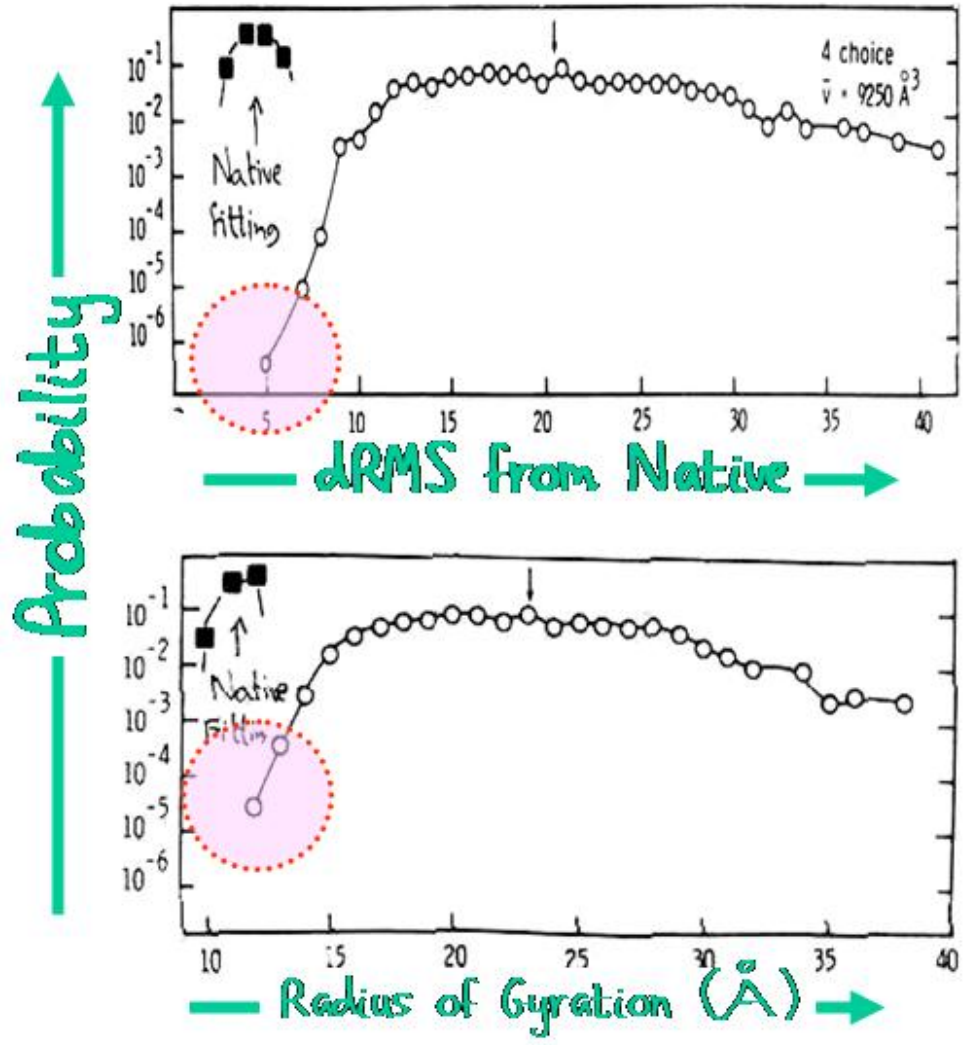 Probability
10⁻¹
10⁻²
10⁻³
10⁻⁴
10⁻⁵
10⁻⁶
4 choice
v̄ = 9250 Å³
Native
fitting
5 10 15 20 25 30 35 40
dRMS from Native
10⁻¹
10⁻²
10⁻³
10⁻⁴
10⁻⁵
10⁻⁶
Native
Fittin
10 15 20 25 30 35 40
Radius of Gyration (Å)